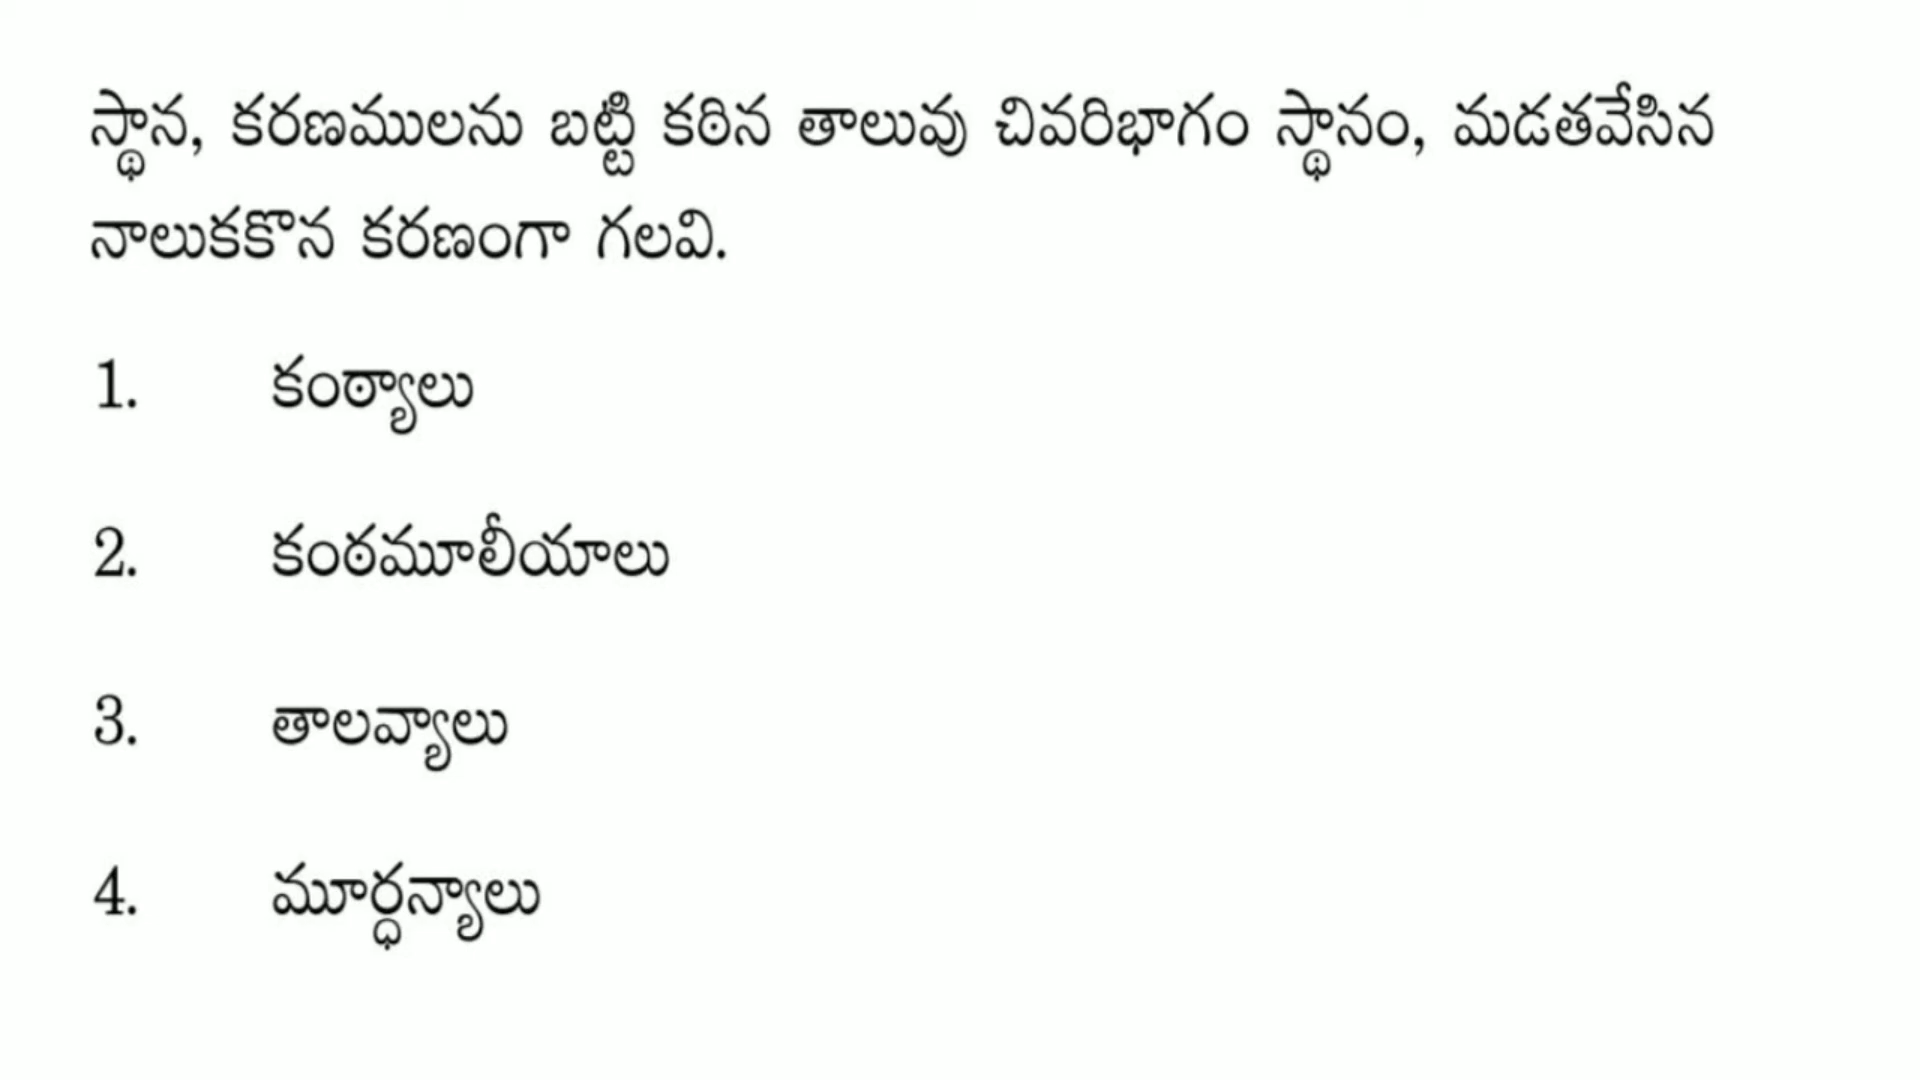 స్థాన, కరణములను బట్టి కఠిన తాలువు చివరిభాగం స్థానం, మడతవేసిన
నాలుకకొన కరణంగా గలవి.
1. కంఠ్యాలు
2. కంఠమూలీయాలు
3. తాలవ్యాలు
4. మూర్ధన్యాలు